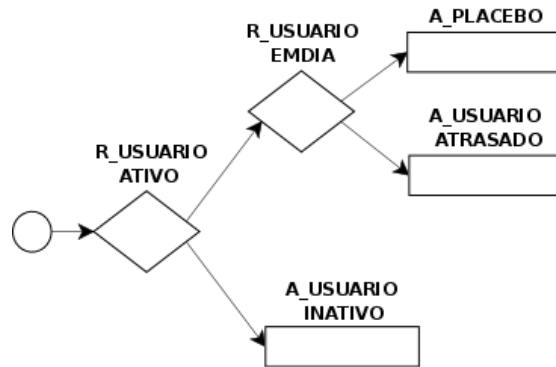 A_PLACEBO
R_USUARIO
EMDIA
A_USUARIO
ATRASADO
R_USUARIO
ATIVO
A_USUARIO
INATIVO